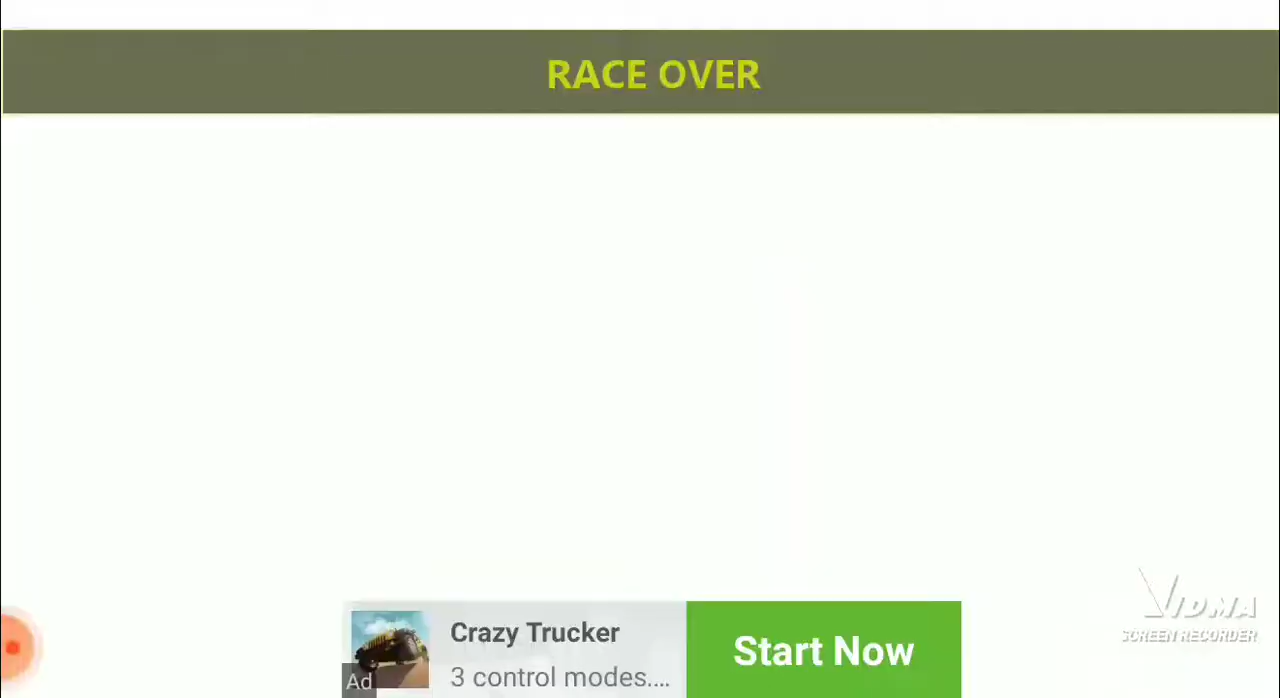 RACE OVER
Crazy Trucker
3 control modes....
Start Now
Ad
VIDMA
SCREEN RECORDER